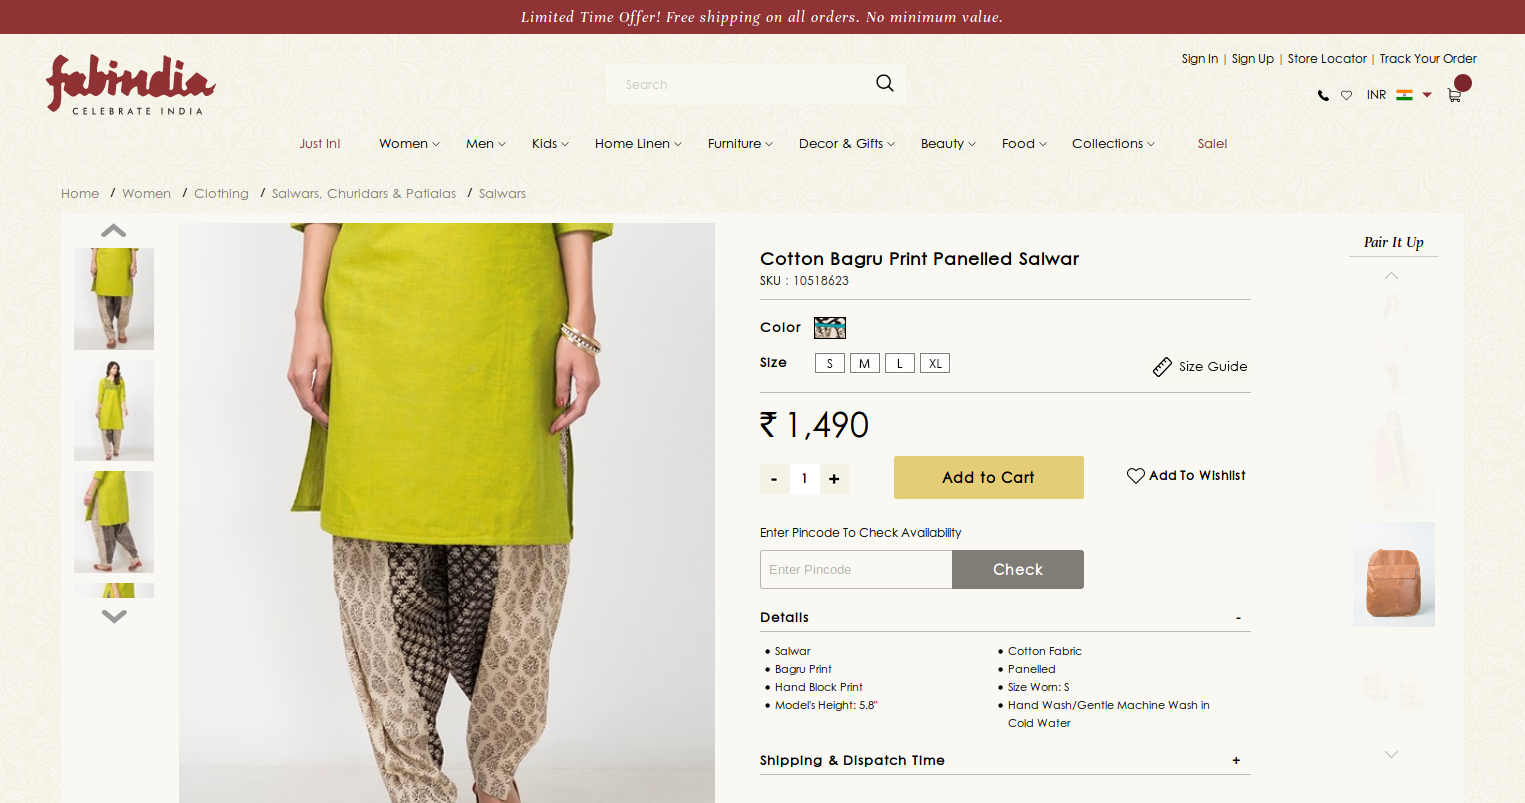 Limited Time Offer! Free shipping on all orders. No minimum value.
fabindia
CELEBRATE INDIA
Search
Sign In | Sign Up | Store Locator | Track Your Order
INR
Just In!
Women
Men
Kids
Home Linen
Furniture
Decor & Gifts
Beauty
Food
Collections
Sale!
Home / Women / Clothing / Salwars, Churidars & Patialas / Salwars
Cotton Bagru Print Panelled Salwar
SKU : 10518623
Color
Size
S
M
L
XL
Size Guide
₹ 1,490
- 1 +
Add to Cart
Add To Wishlist
Enter Pincode To Check Availability
Enter Pincode
Check
Details -
• Salwar
• Bagru Print
• Hand Block Print
• Model's Height: 5.8"
• Cotton Fabric
• Panelled
• Size Worn: S
• Hand Wash/Gentle Machine Wash in
Cold Water
Shipping & Dispatch Time +
Pair It Up